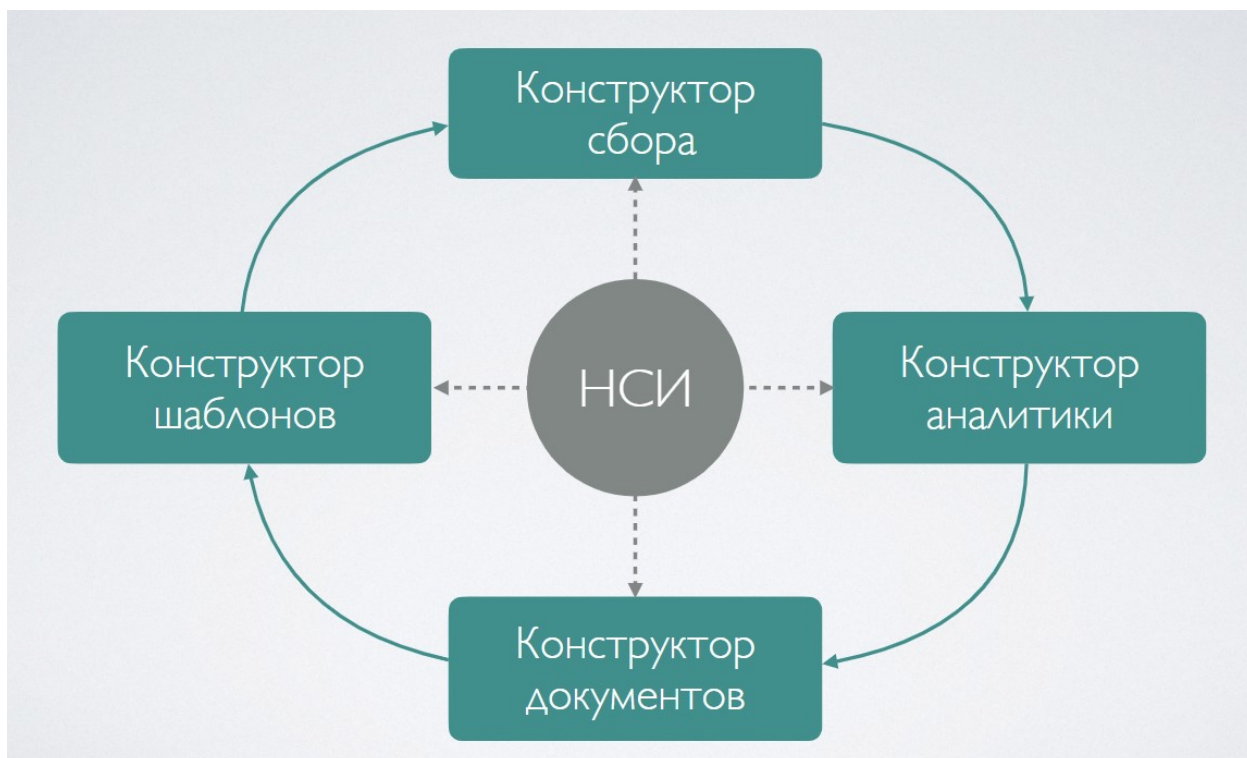 Конструктор
сбора
Конструктор
шаблонов
НСИ
Конструктор
аналитики
Конструктор
документов